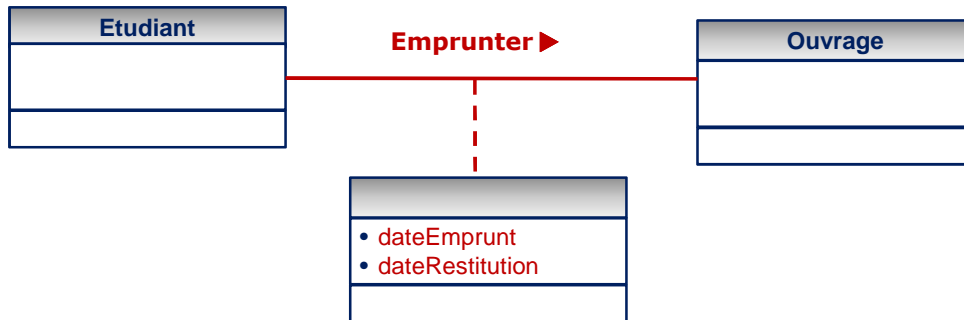 Etudiant
Emprunter ▶
Ouvrage
• dateEmprunt
• dateRestitution